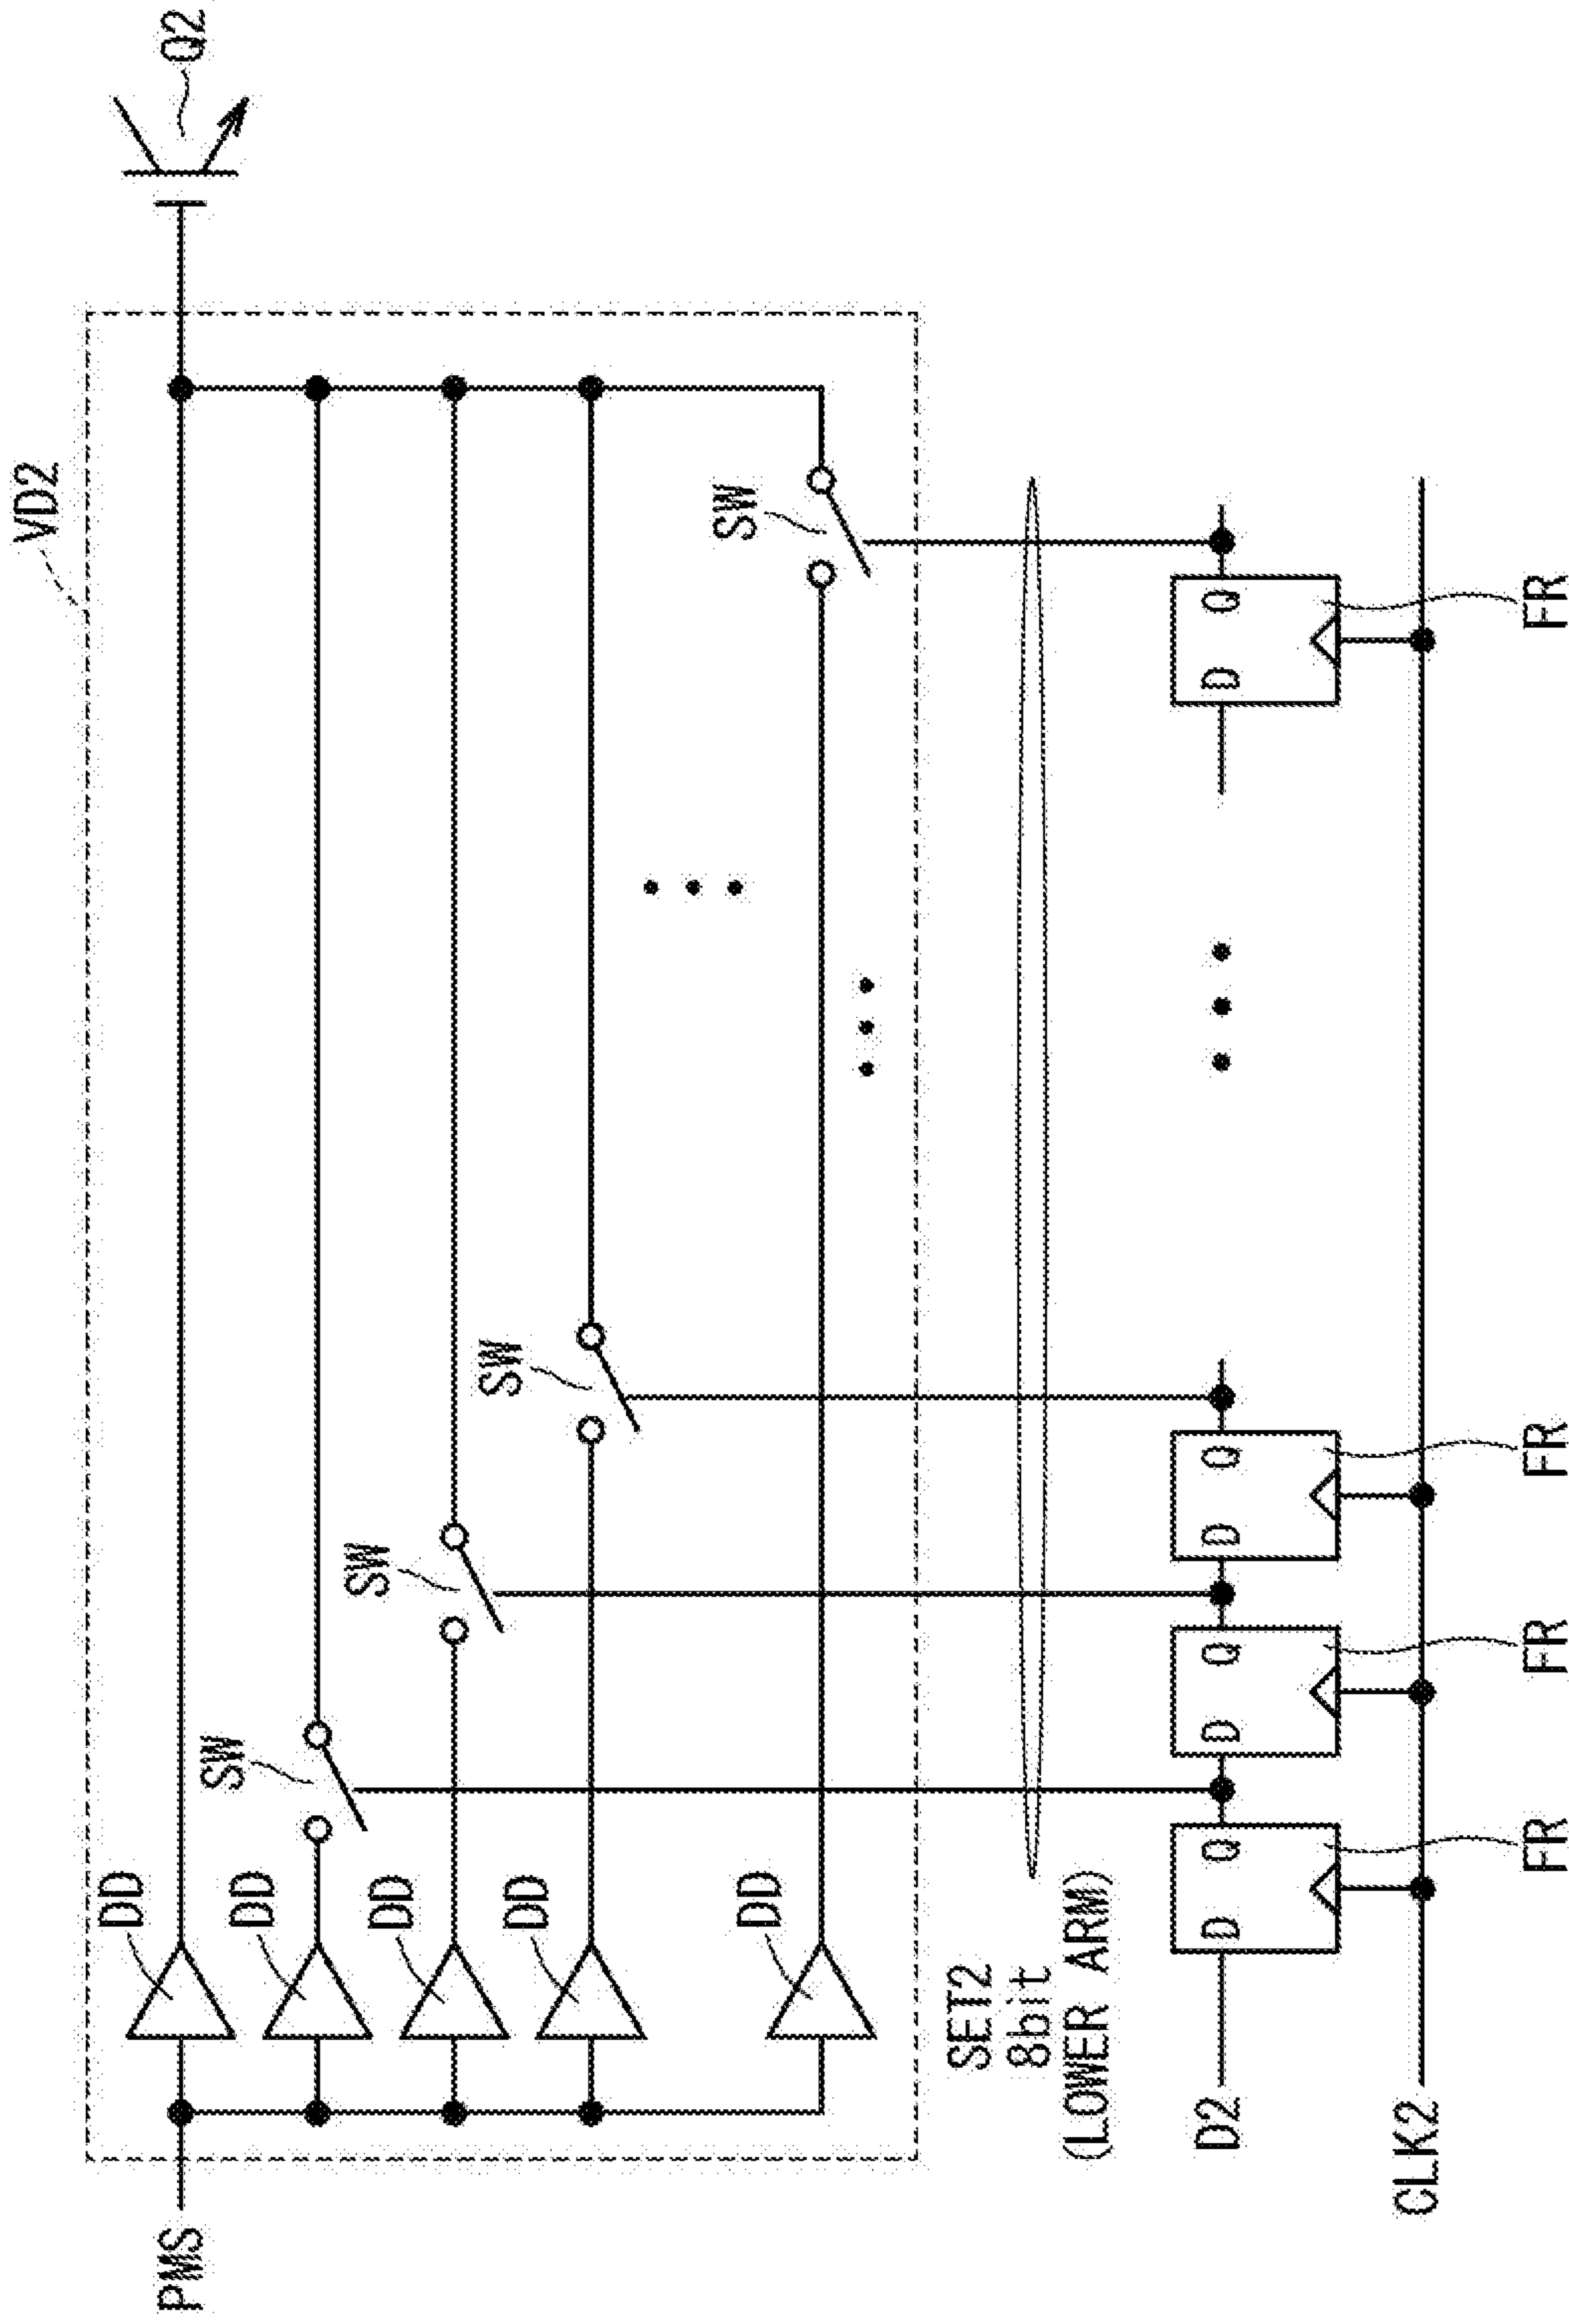 VD2
PMS
DD
DD
DD
DD
DD
SW
SW
SW
SW
Q2
SET2
8bit
(LOWER ARM)
D2
D Q
D Q
D Q
D Q
CLK2
FR
FR
FR
FR